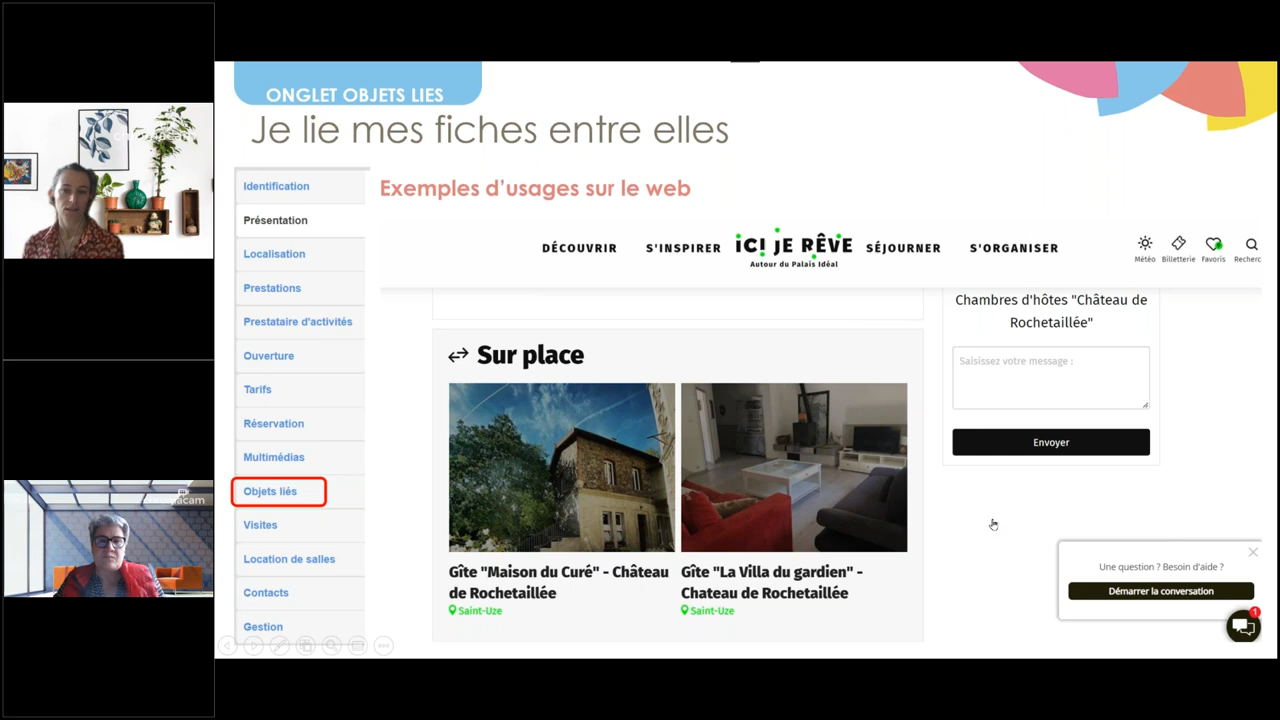 ONGLET OBJETS LIES
Je lie mes fiches entre elles
Identification
Présentation
Localisation
Prestations
Prestataire d'activités
Ouverture
Tarifs
Réservation
Multimédias
Objets liés
Visites
Location de salles
Contacts
Gestion
Exemples d'usages sur le web
DÉCOUVRIR
S'INSPIRER
iCi JE RÊVE
Autour du Palais Idéal
SÉJOURNER
S'ORGANISER
Météo
Billetterie
Favoris
Recherc
Sur place
Gîte "Maison du Curé" - Château
de Rochetaillée
Saint-Uze
Gîte "La Villa du gardien" -
Chateau de Rochetaillée
Saint-Uze
Chambres d'hôtes "Château de
Rochetaillée"
Saisissez votre message :
Envoyer
Une question ? Besoin d'aide ?
Démarrer la conversation
1